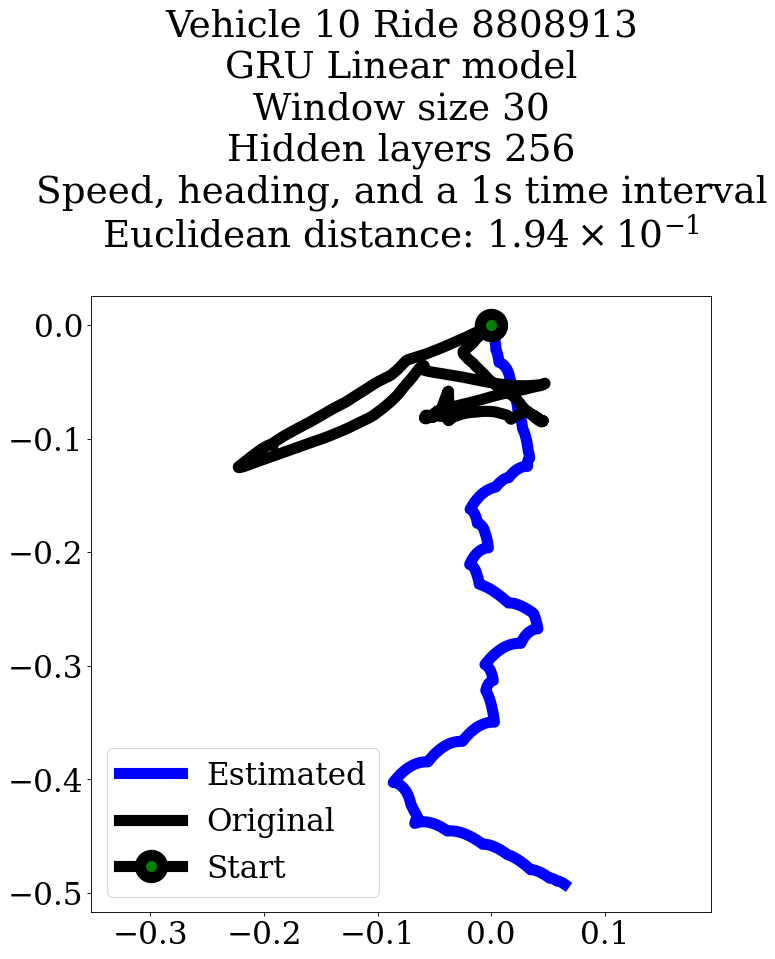 Vehicle 10 Ride 8808913
GRU Linear model
Window size 30
Hidden layers 256
Speed, heading, and a 1s time interval
Euclidean distance: 1.94 × 10⁻¹
0.0
−0.1
−0.2
−0.3
−0.4
−0.5
Estimated
Original
Start
−0.3 −0.2 −0.1 0.0 0.1